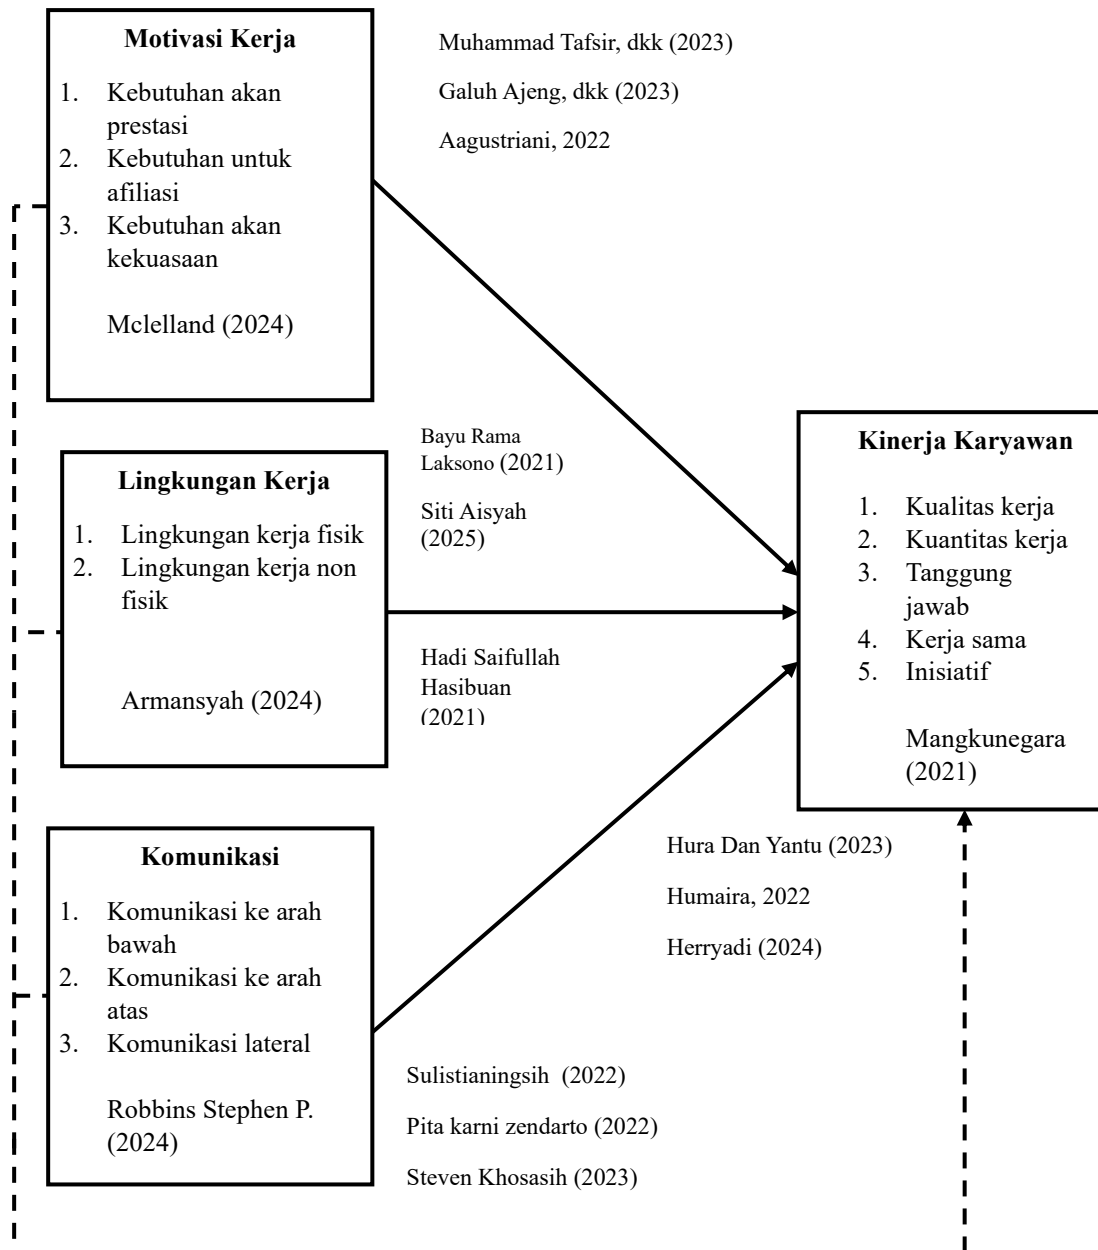 Motivasi Kerja
1. Kebutuhan akan
prestasi
2. Kebutuhan untuk
afiliasi
3. Kebutuhan akan
kekuasaan
Mclelland (2024)
Muhammad Tafsir, dkk (2023)
Galuh Ajeng, dkk (2023)
Aagustriani, 2022
Lingkungan Kerja
1. Lingkungan kerja fisik
2. Lingkungan kerja non
fisik
Armansyah (2024)
Bayu Rama
Laksono (2021)
Siti Aisyah
(2025)
Hadi Saifullah
Hasibuan
(2021)
Kinerja Karyawan
1. Kualitas kerja
2. Kuantitas kerja
3. Tanggung
jawab
4. Kerja sama
5. Inisiatif
Mangkunegara
(2021)
Komunikasi
1. Komunikasi ke arah
bawah
2. Komunikasi ke arah
atas
3. Komunikasi lateral
Robbins Stephen P.
(2024)
Hura Dan Yantu (2023)
Humaira, 2022
Herryadi (2024)
Sulistianingsih (2022)
Pita karni zendarto (2022)
Steven Khosasih (2023)